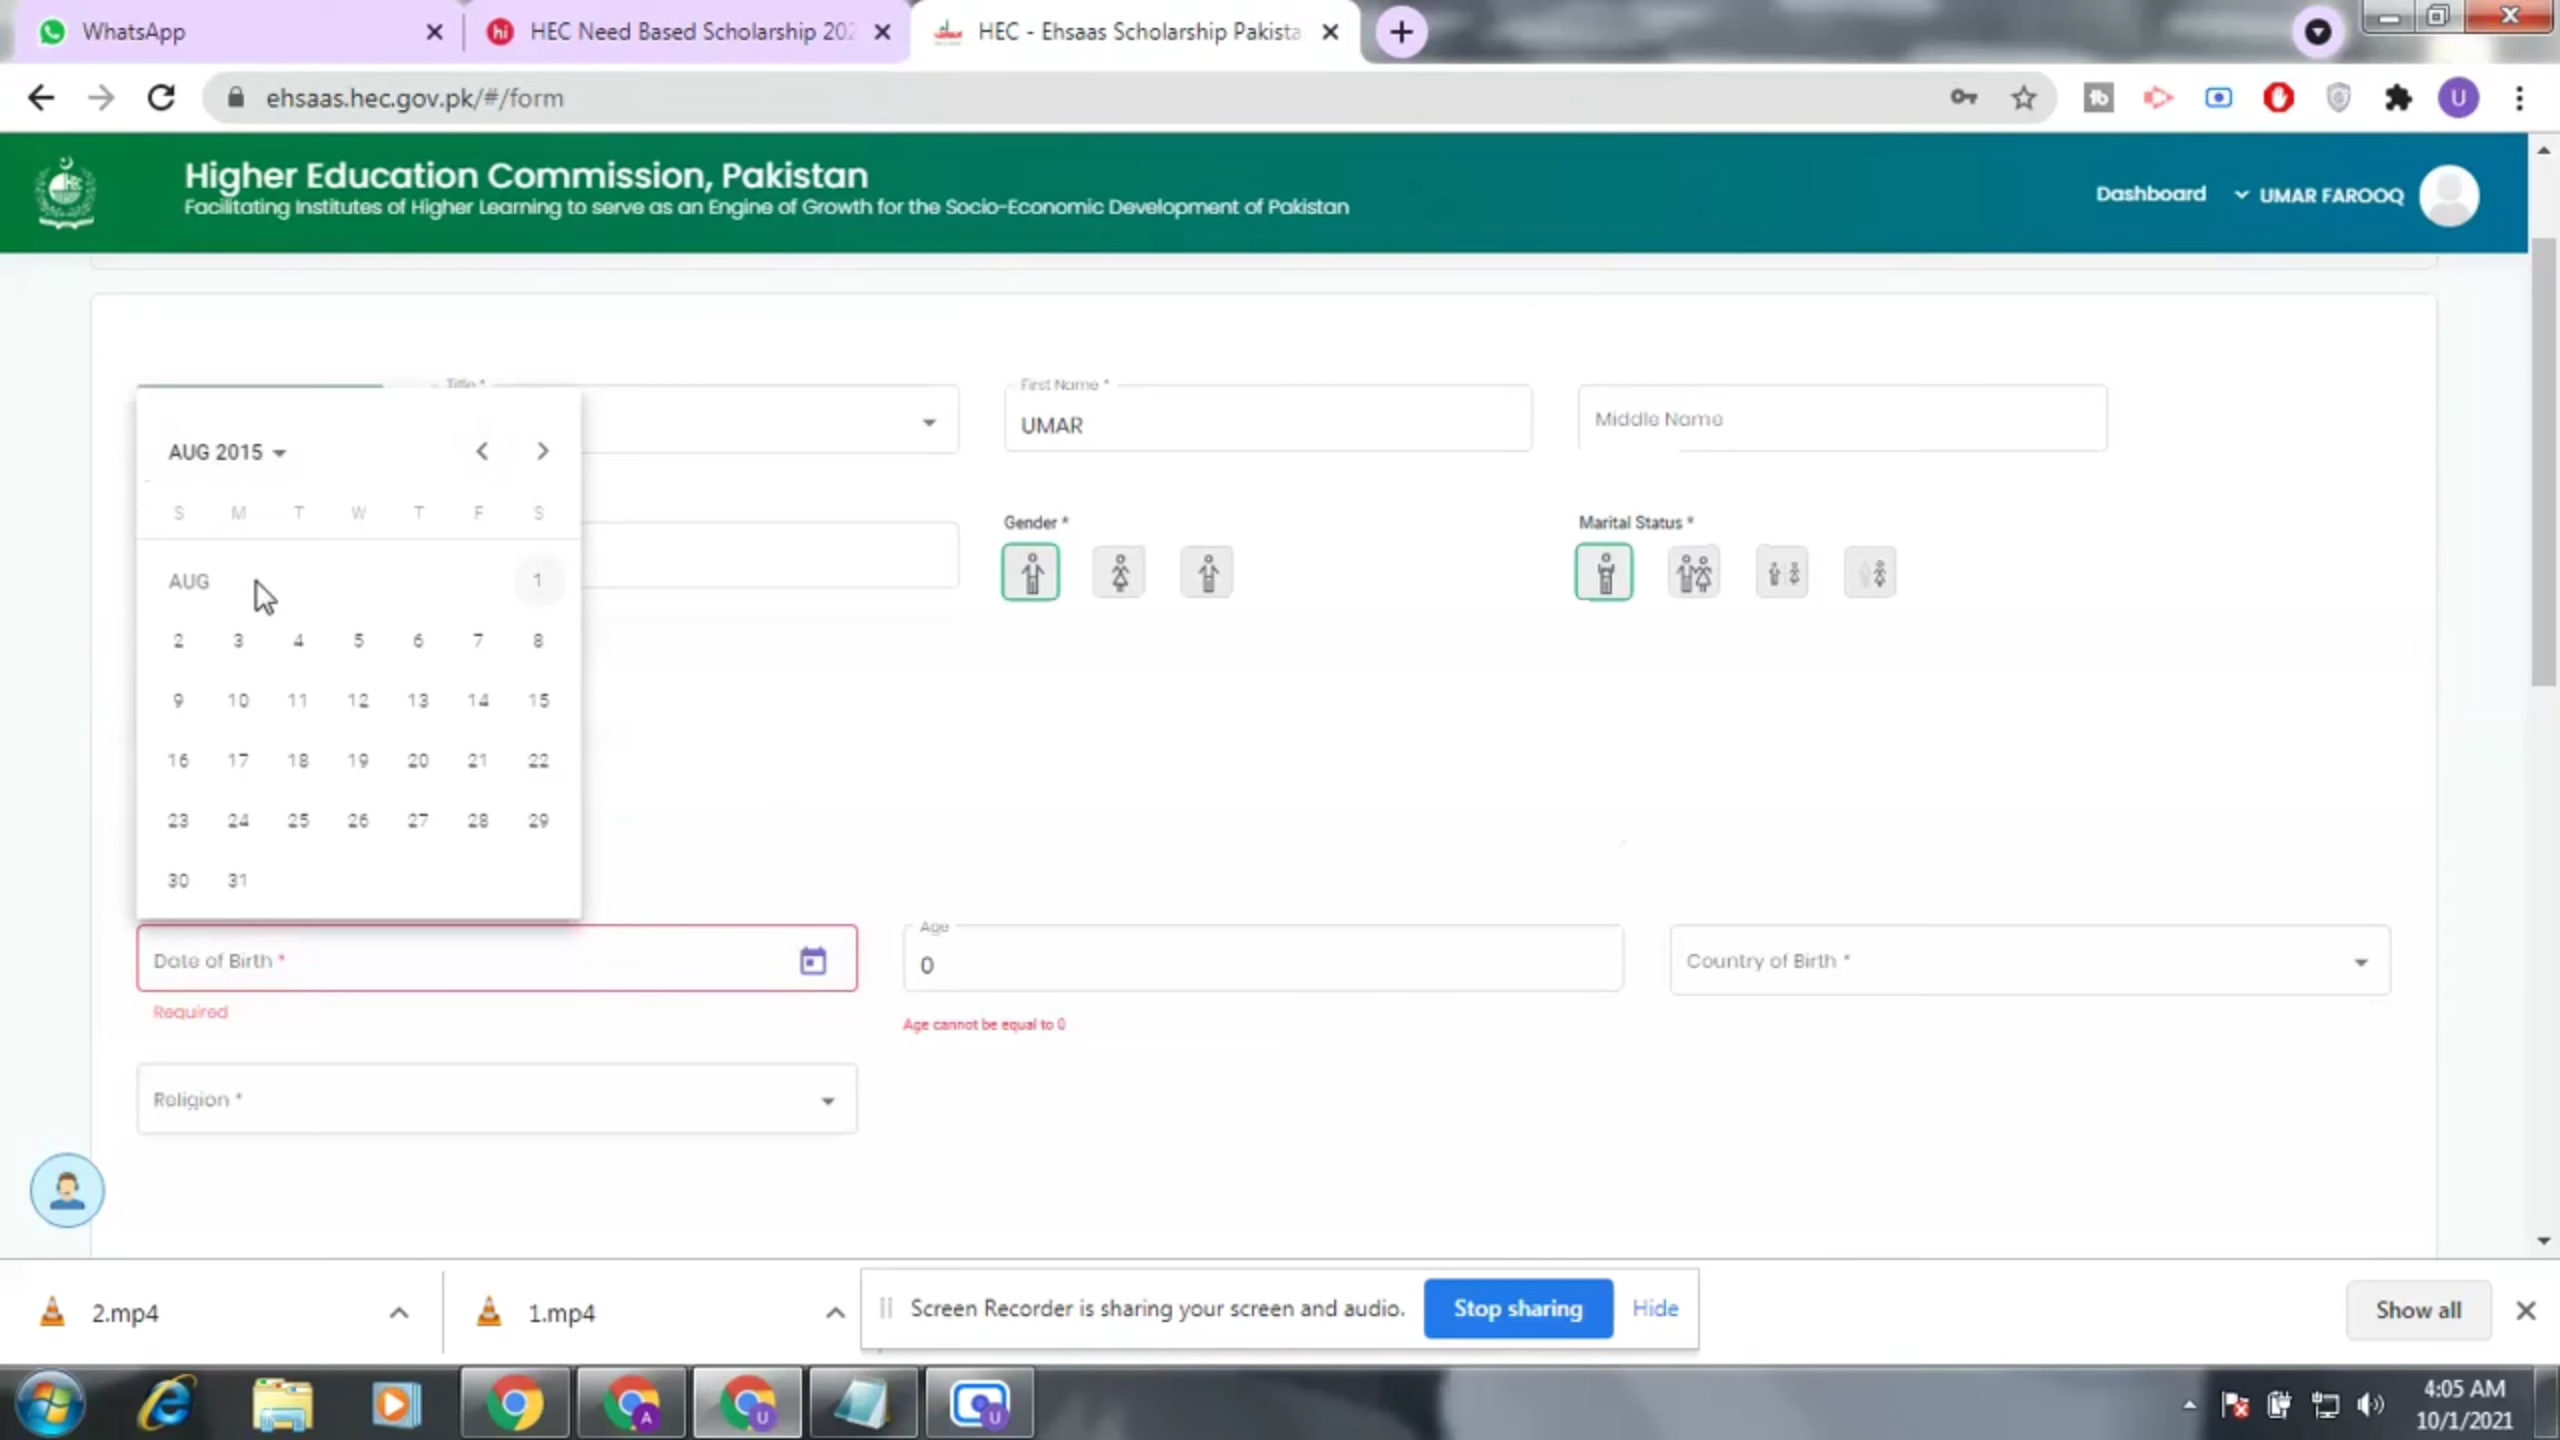 WhatsApp
HEC Need Based Scholarship 202
HEC - Ehsaas Scholarship Pakista
ehsaas.hec.gov.pk/#/form
U
Higher Education Commission, Pakistan
Facilitating Institutes of Higher Learning to serve as an Engine of Growth for the Socio-Economic Development of Pakistan
Dashboard
UMAR FAROOQ
Title *
First Name *
UMAR
Middle Name
AUG 2015
S M T W T F S
Gender *
Marital Status *
AUG 1
2 3 4 5 6 7 8
9 10 11 12 13 14 15
16 17 18 19 20 21 22
23 24 25 26 27 28 29
30 31
Date of Birth *
Required
Age
0
Age cannot be equal to 0
Country of Birth *
Religion *
2.mp4
1.mp4
Screen Recorder is sharing your screen and audio.
Stop sharing
Hide
Show all
A
U
U
4:05 AM
10/1/2021